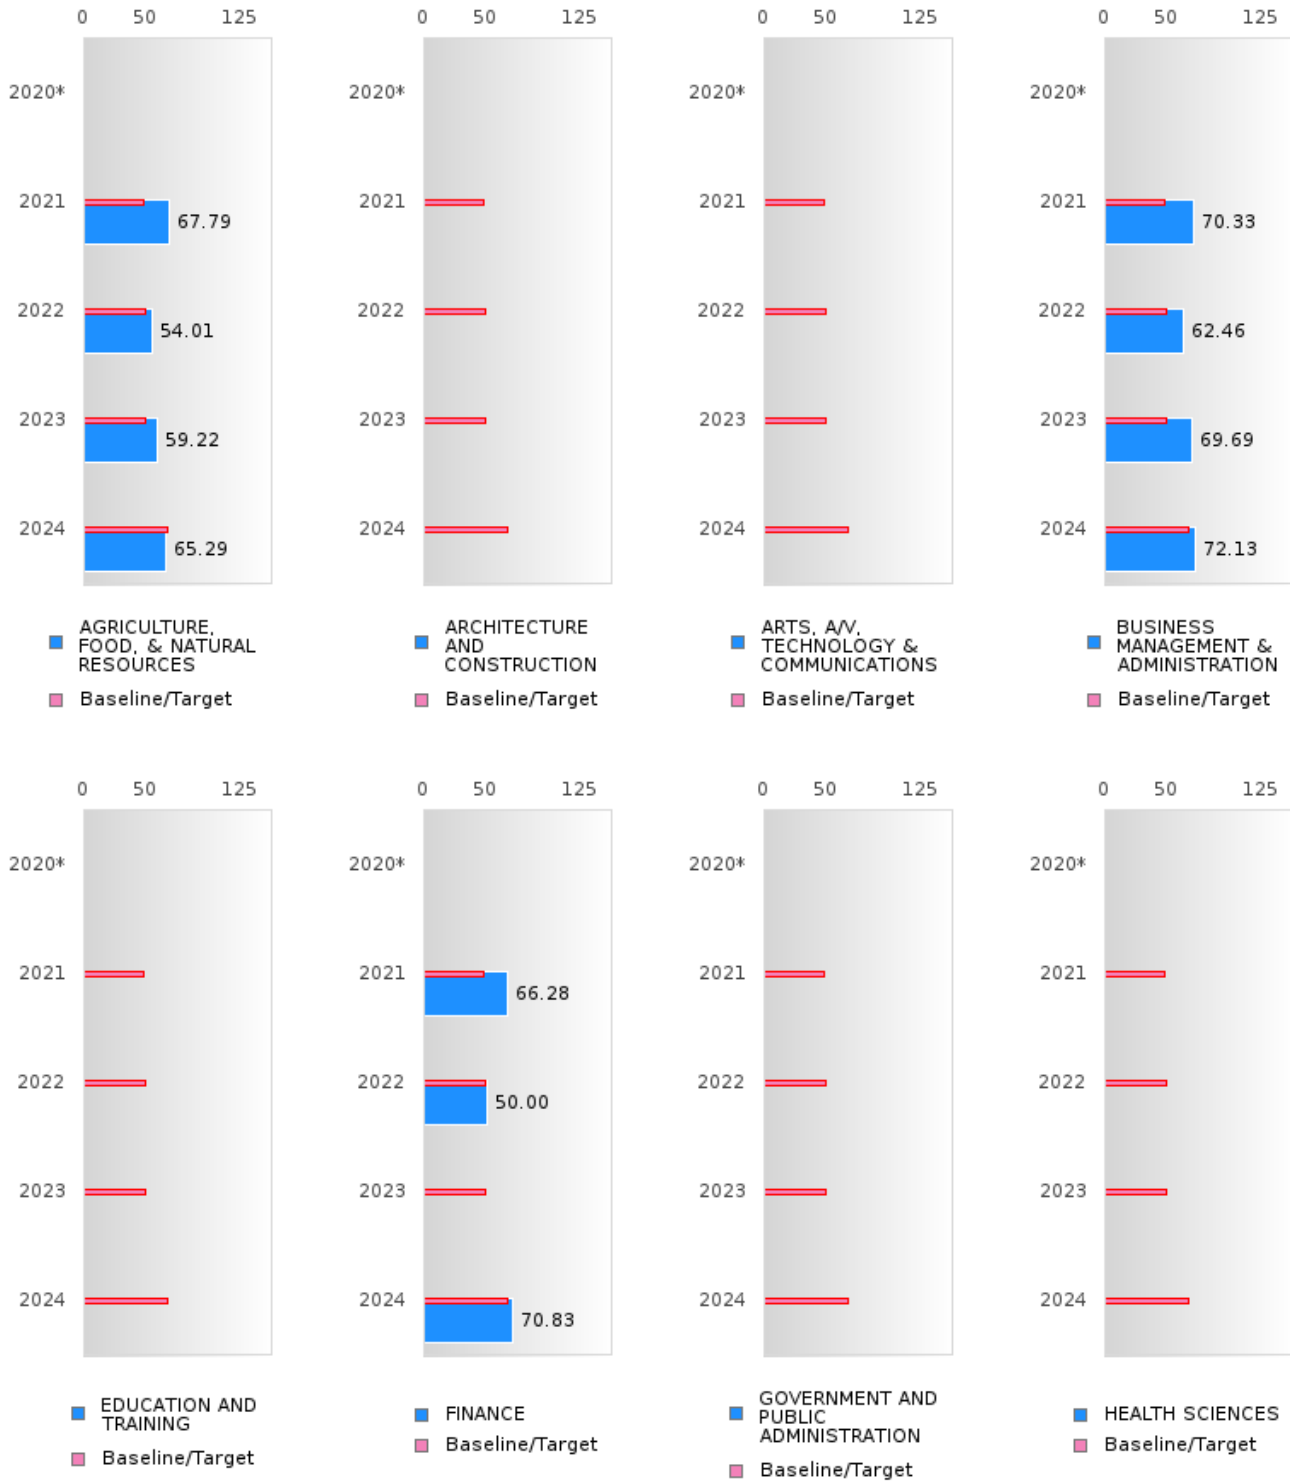 0 50 125
0 50 125
0 50 125
0 50 125
2020*
2020*
2020*
2020*
2021
67.79
2021
2021
2021
70.33
2022
54.01
2022
2022
2022
62.46
2023
59.22
2023
2023
2023
69.69
2024
65.29
2024
2024
2024
72.13
AGRICULTURE,
FOOD, & NATURAL
RESOURCES
Baseline/Target
ARCHITECTURE
AND
CONSTRUCTION
Baseline/Target
ARTS, A/V,
TECHNOLOGY &
COMMUNICATIONS
Baseline/Target
BUSINESS
MANAGEMENT &
ADMINISTRATION
Baseline/Target
0 50 125
0 50 125
0 50 125
0 50 125
2020*
2020*
2020*
2020*
2021
2021
66.28
2021
2021
2022
2022
50.00
2022
2022
2023
2023
2023
2023
2024
2024
70.83
2024
2024
EDUCATION AND
TRAINING
Baseline/Target
FINANCE
Baseline/Target
GOVERNMENT AND
PUBLIC
ADMINISTRATION
Baseline/Target
HEALTH SCIENCES
Baseline/Target